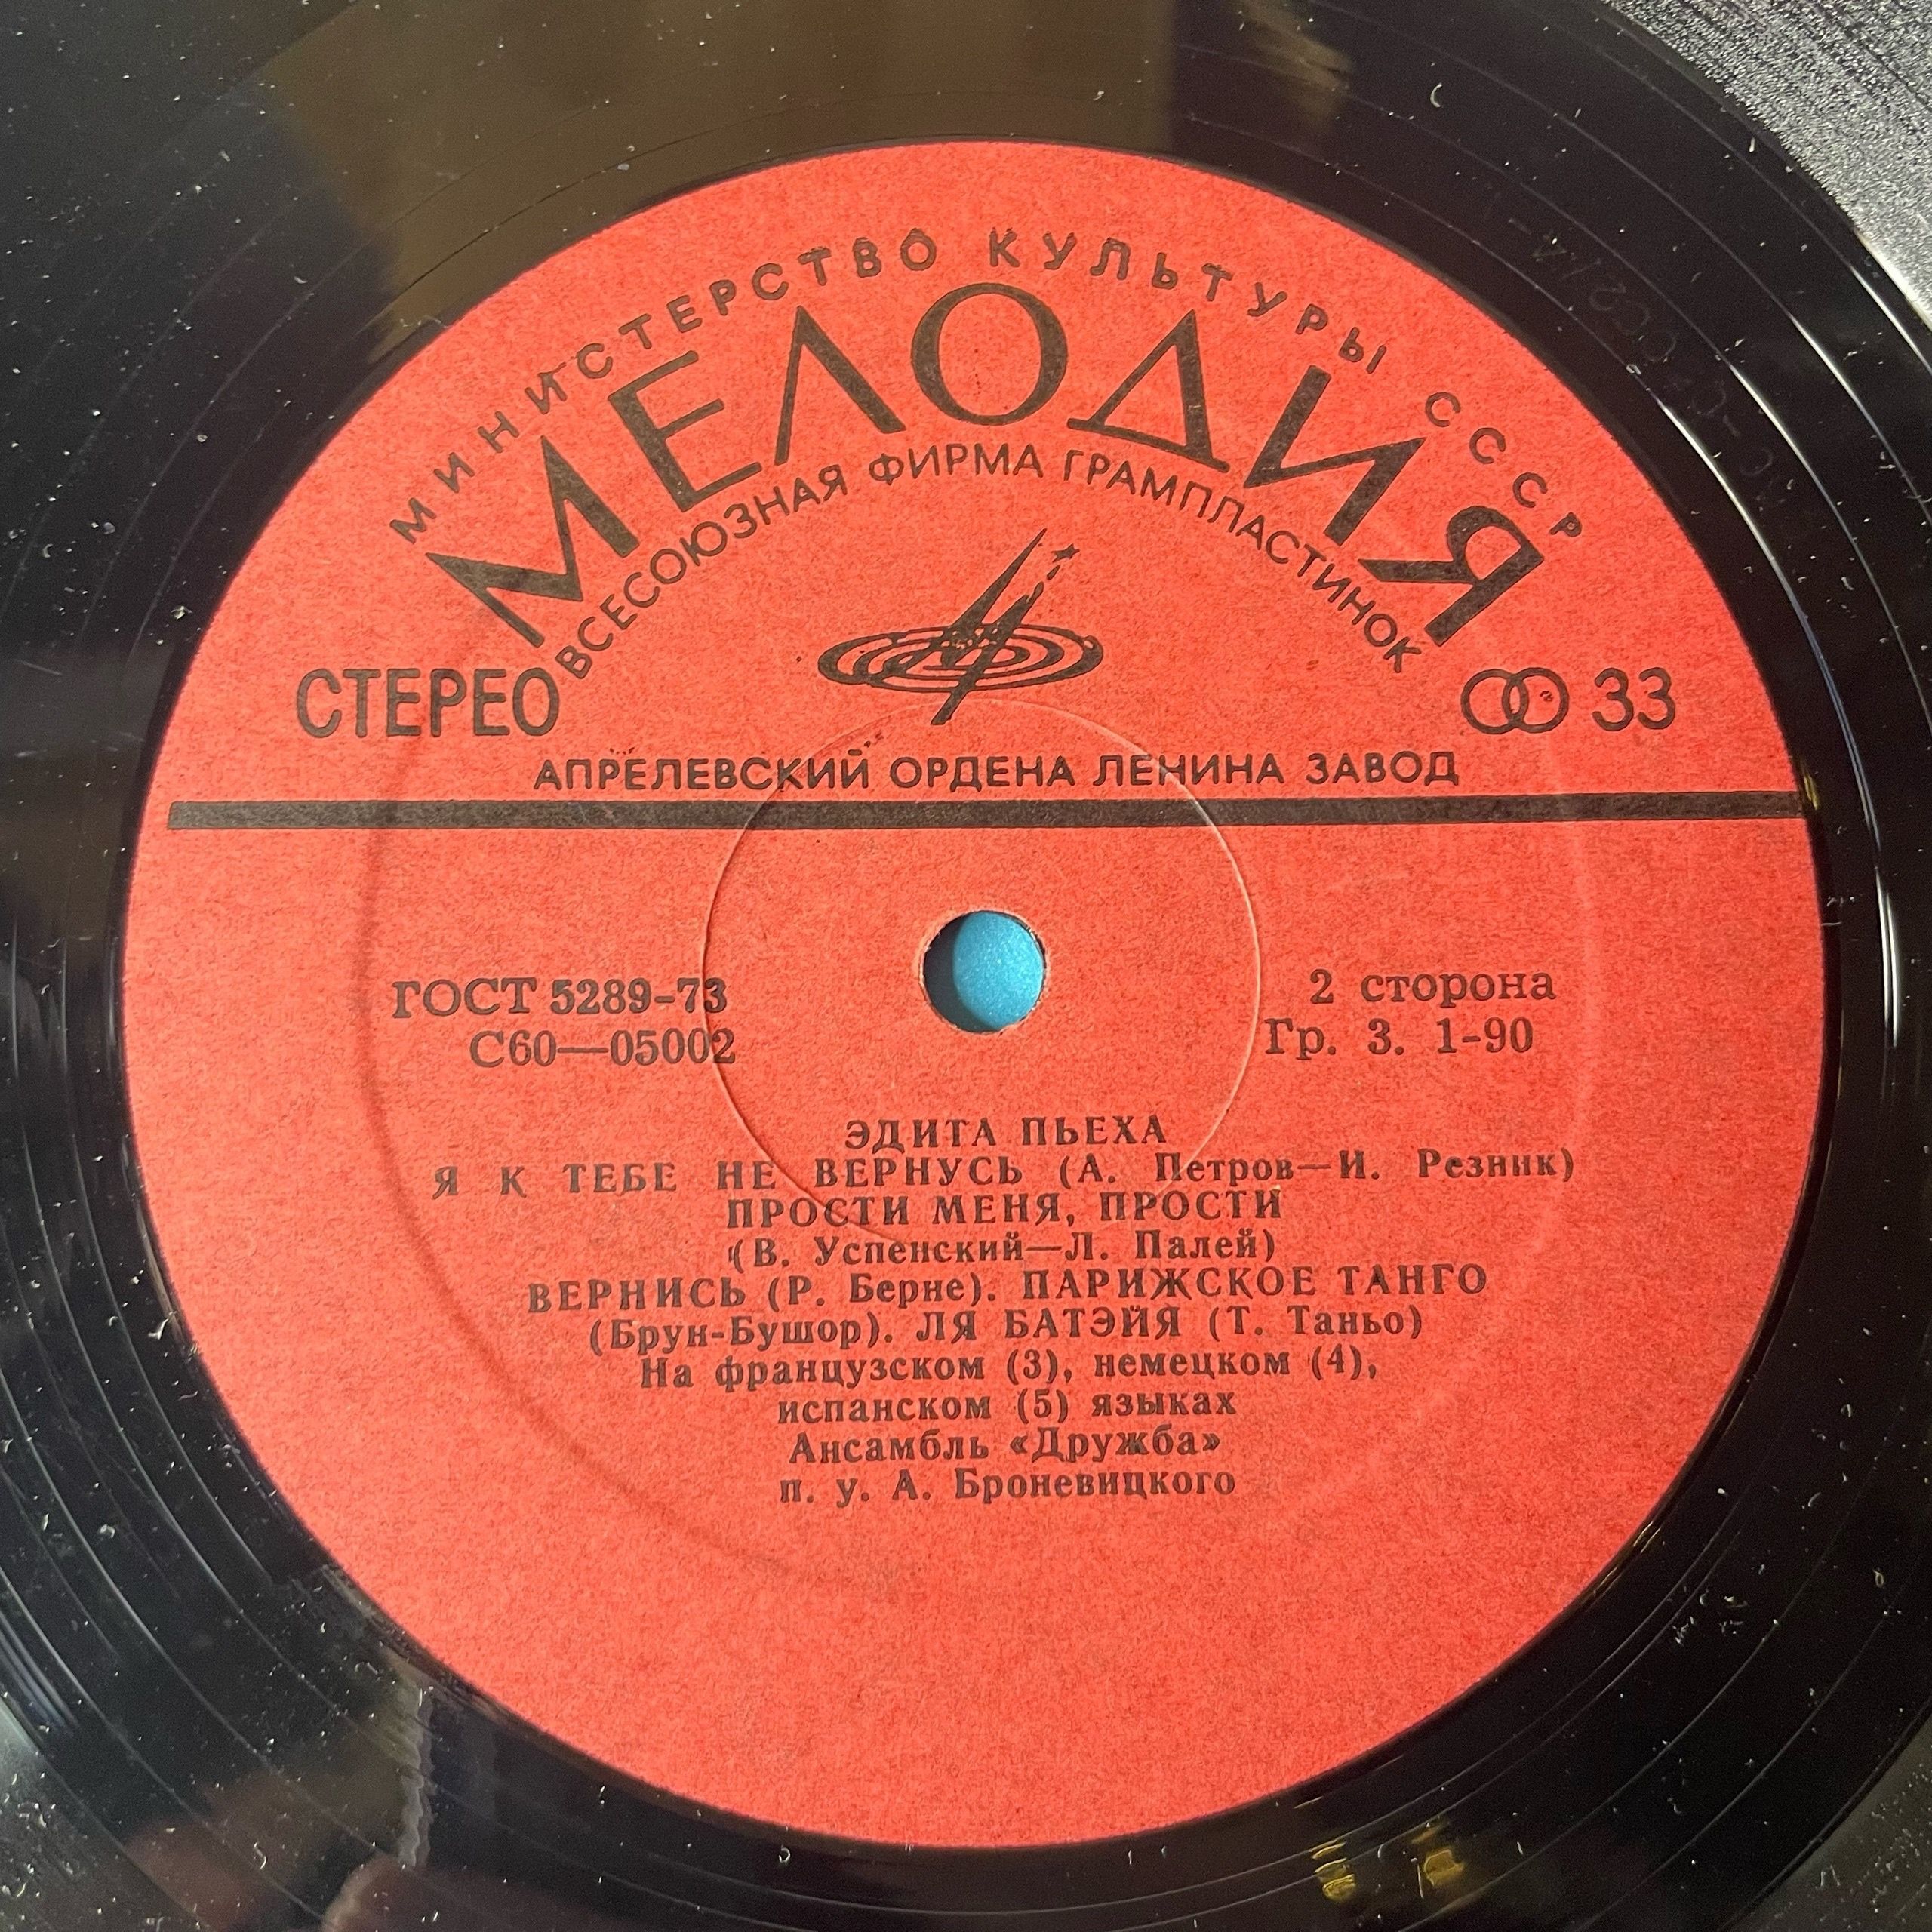 МИНИСТЕРСТВО КУЛЬТУРЫ СССР
МЕЛОДИЯ
ВСЕСОЮЗНАЯ ФИРМА ГРАМПЛАСТИНОК
СТЕРЕО
33
АПРЕЛЕВСКИЙ ОРДЕНА ЛЕНИНА ЗАВОД
ГОСТ 5289-73
С60—05002
2 сторона
Гр. 3. 1-90
ЭДИТА ПЬЕХА
Я К ТЕБЕ НЕ ВЕРНУСЬ (А. Петров—И. Резник)
ПРОСТИ МЕНЯ, ПРОСТИ
(В. Успенский—Л. Палей)
ВЕРНИСЬ (Р. Берне). ПАРИЖСКОЕ ТАНГО
(Брун-Бушор). ЛЯ БАТЭЙЯ (Т. Таньо)
На французском (3), немецком (4),
испанском (5) языках
Ансамбль «Дружба»
п. у. А. Броневицкого